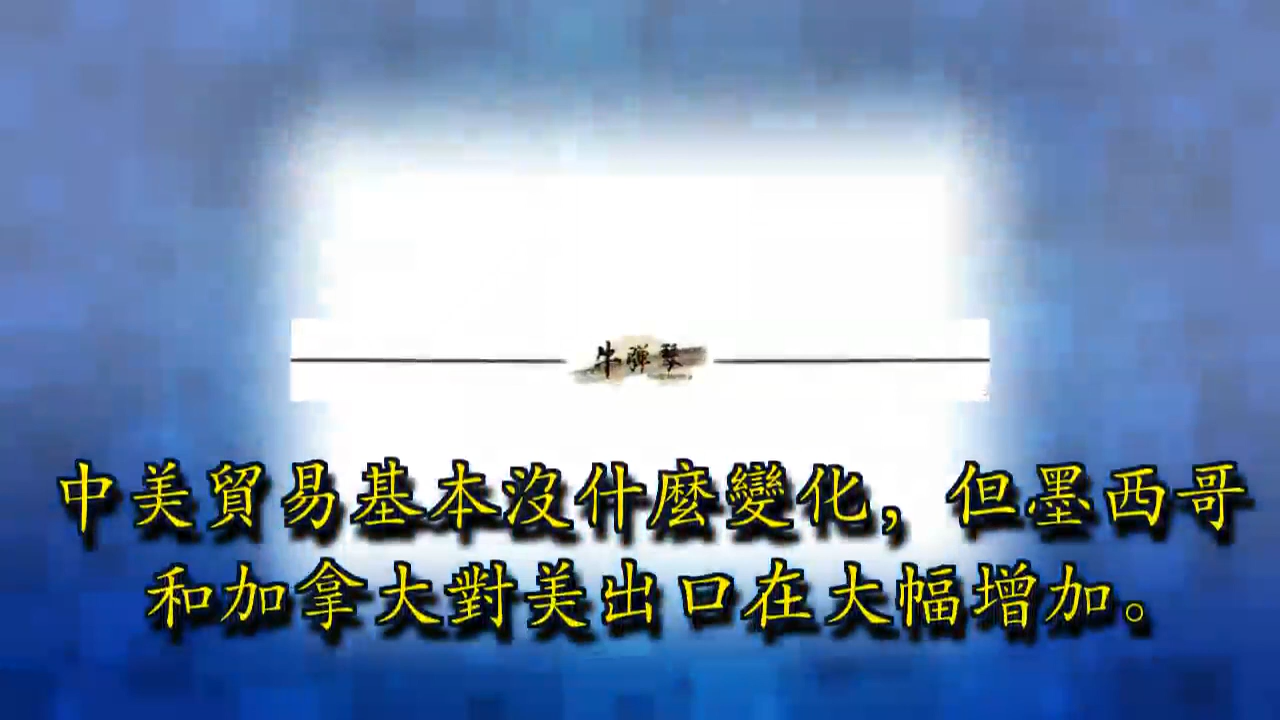 牛弹琴
中美貿易基本沒什麼變化，但墨西哥
和加拿大對美出口在大幅增加。